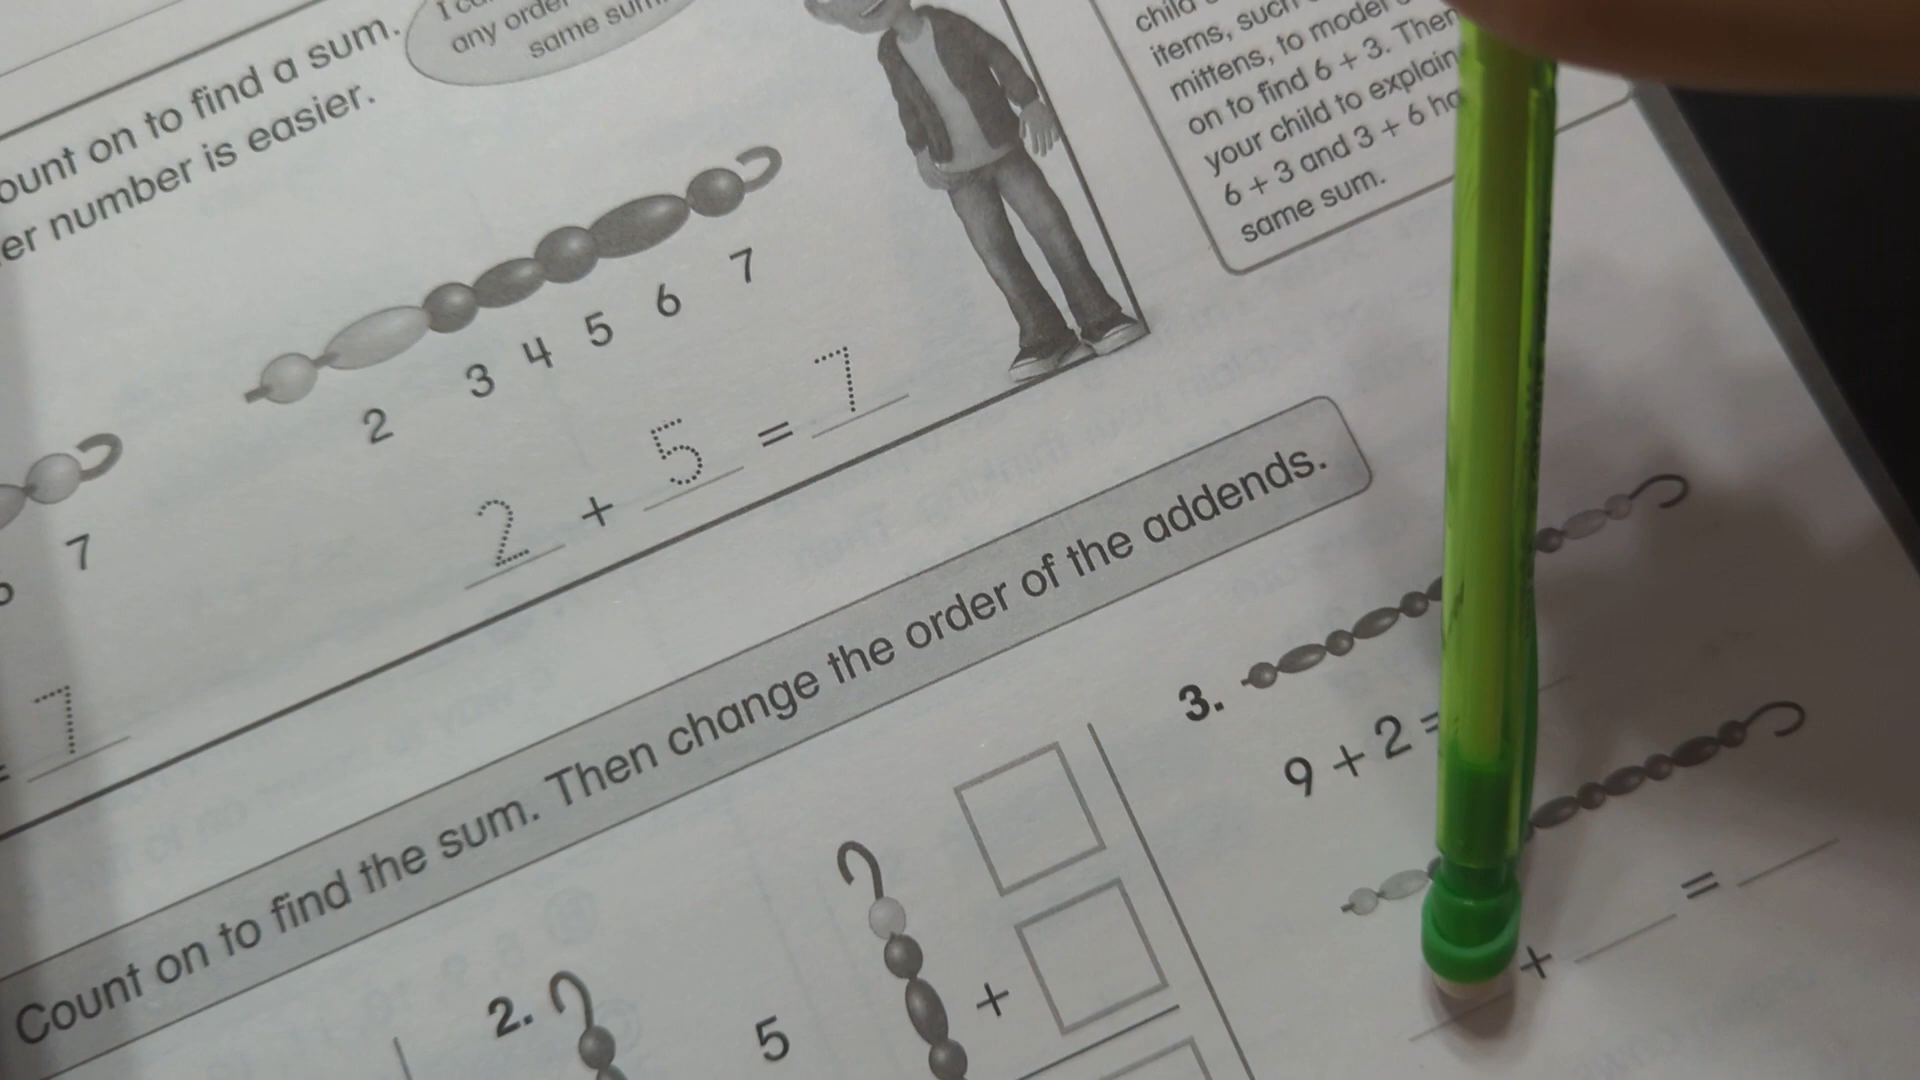 ount on to find a sum.
er number is easier.
any order
same sum
items, such
mittens, to model
on to find 6 + 3. Then
your child to explain
6 + 3 and 3 + 6
same sum.
2 3 4 5 6 7
2 + 5 = 7
7
= 7
Count on to find the sum. Then change the order of the addends.
2.
5
+
3.
9 + 2 =
+ =